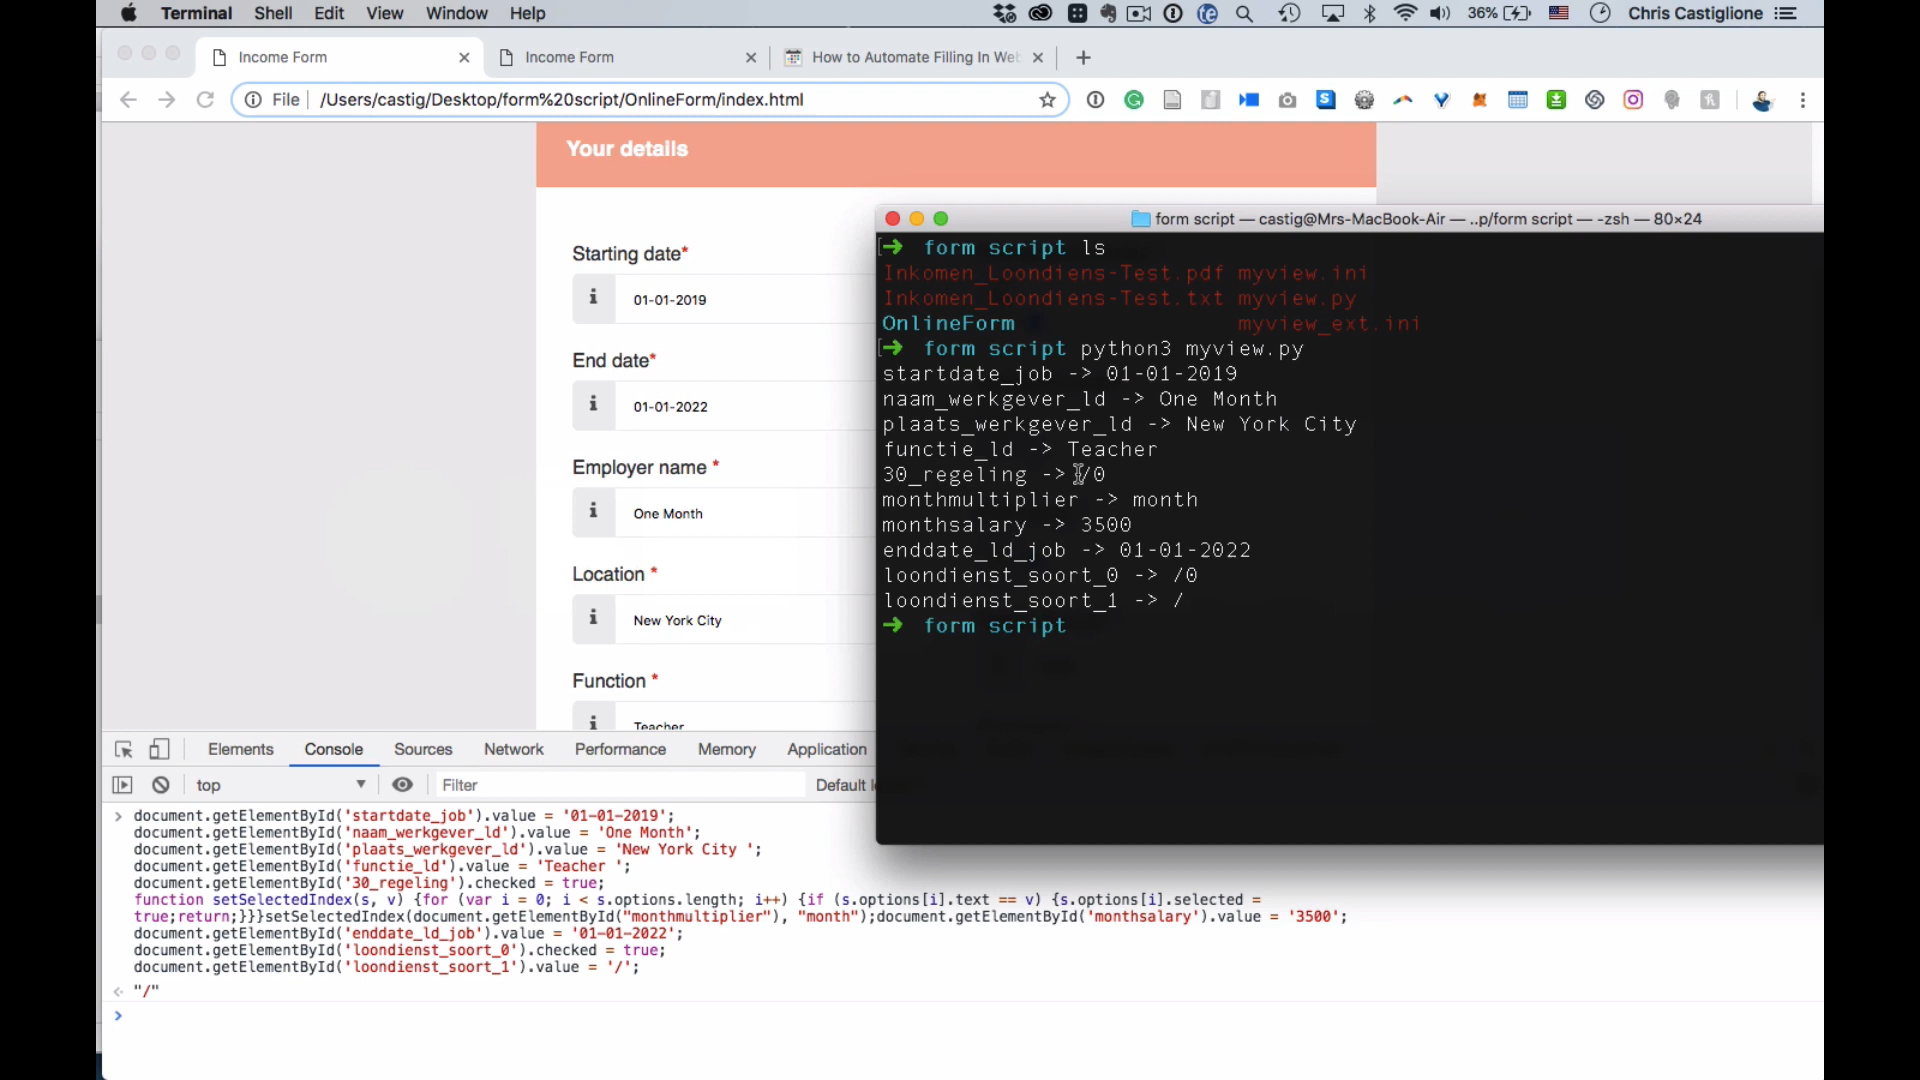 Terminal Shell Edit View Window Help 36% Chris Castiglione
Income Form Income Form How to Automate Filling In Web
File /Users/castig/Desktop/form%20script/OnlineForm/index.html
Your details
Starting date*
01-01-2019
End date*
01-01-2022
Employer name *
One Month
Location *
New York City
Function *
Teacher
form script — castig@Mrs-MacBook-Air — ..p/form script — -zsh — 80×24
[➜ form script ls
Inkomen_Loondiens-Test.pdf myview.ini
Inkomen_Loondiens-Test.txt myview.py
OnlineForm myview_ext.ini
[➜ form script python3 myview.py
startdate_job -> 01-01-2019
naam_werkgever_ld -> One Month
plaats_werkgever_ld -> New York City
functie_ld -> Teacher
30_regeling -> /0
monthmultiplier -> month
monthsalary -> 3500
enddate_ld_job -> 01-01-2022
loondienst_soort_0 -> /0
loondienst_soort_1 -> /
➜ form script
Elements Console Sources Network Performance Memory Application
top Filter Default l
> document.getElementById('startdate_job').value = '01-01-2019';
document.getElementById('naam_werkgever_ld').value = 'One Month';
document.getElementById('plaats_werkgever_ld').value = 'New York City ';
document.getElementById('functie_ld').value = 'Teacher ';
document.getElementById('30_regeling').checked = true;
function setSelectedIndex(s, v) {for (var i = 0; i < s.options.length; i++) {if (s.options[i].text == v) {s.options[i].selected =
true;return;}}}setSelectedIndex(document.getElementById("monthmultiplier"), "month");document.getElementById('monthsalary').value = '3500';
document.getElementById('enddate_ld_job').value = '01-01-2022';
document.getElementById('loondienst_soort_0').checked = true;
document.getElementById('loondienst_soort_1').value = '/';
"/"
>